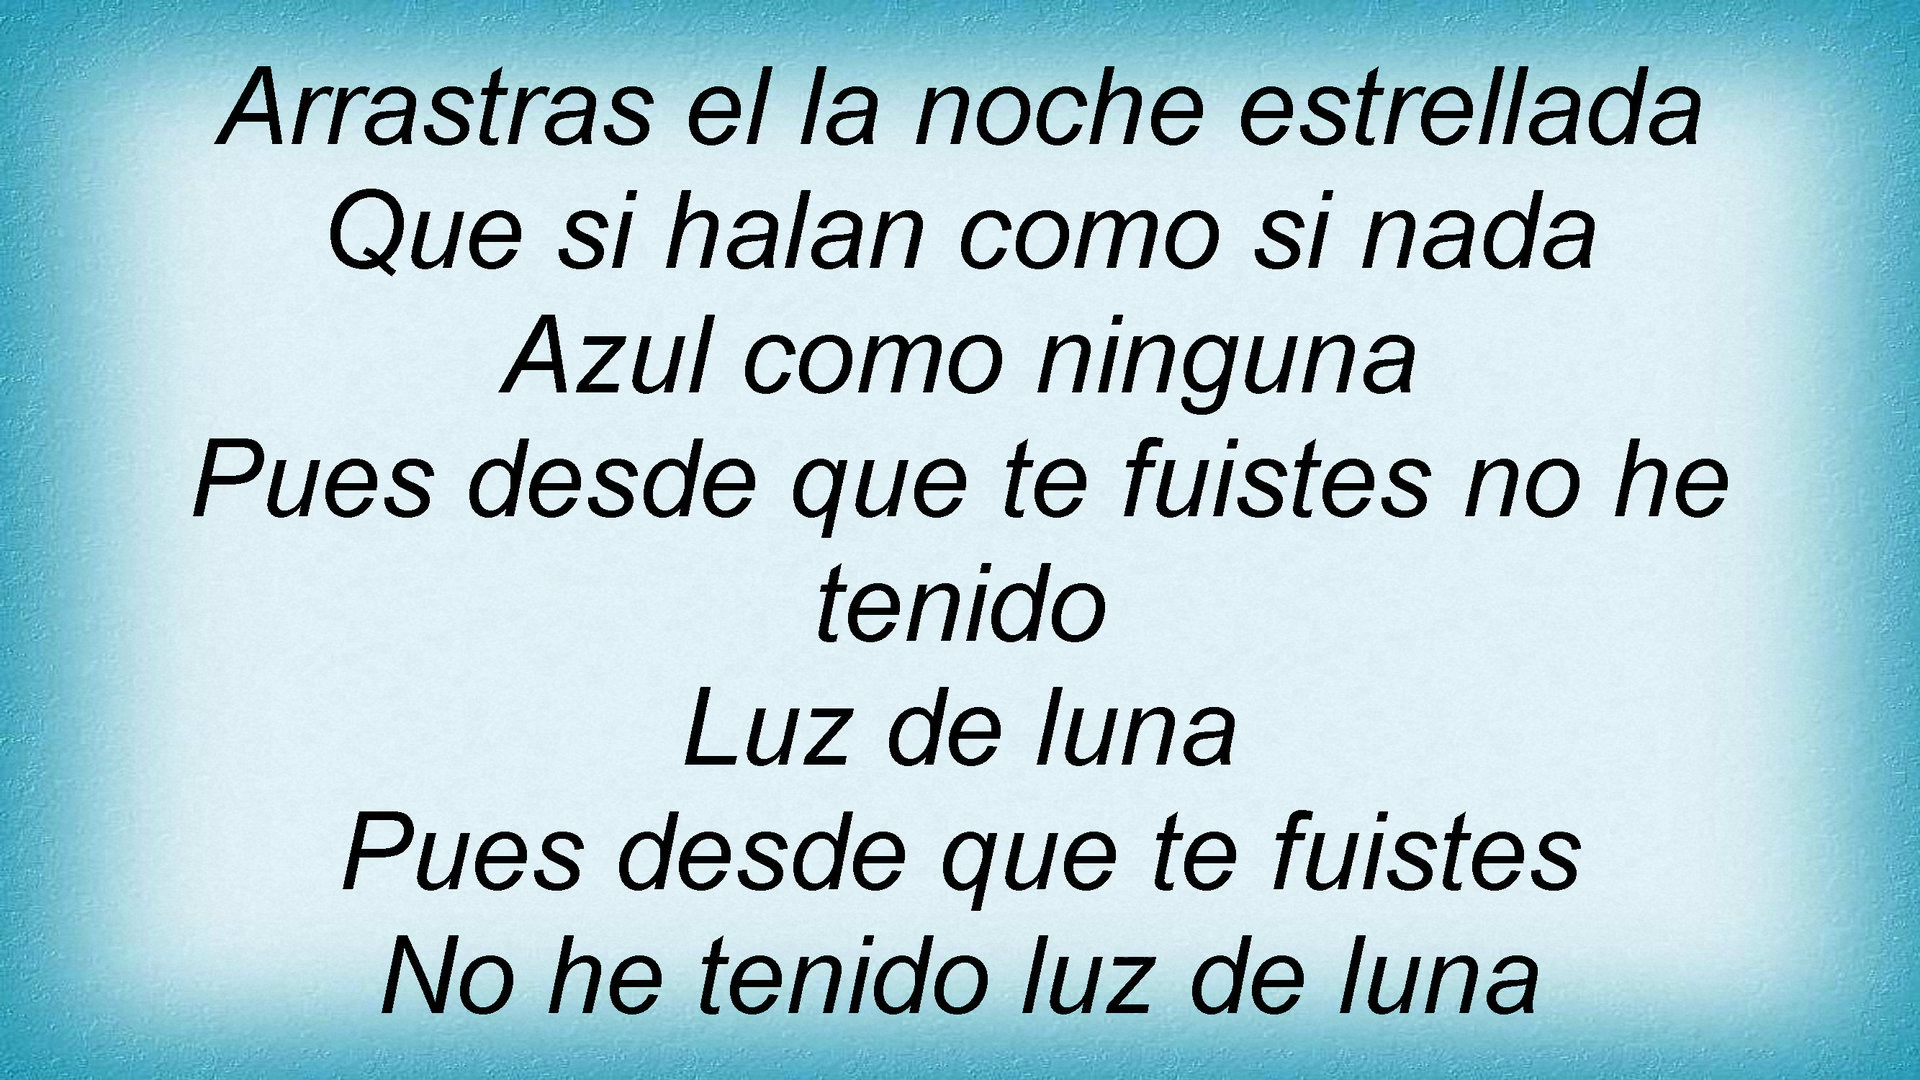 Arrastras el la noche estrellada
Que si halan como si nada
Azul como ninguna
Pues desde que te fuistes no he
tenido
Luz de luna
Pues desde que te fuistes
No he tenido luz de luna